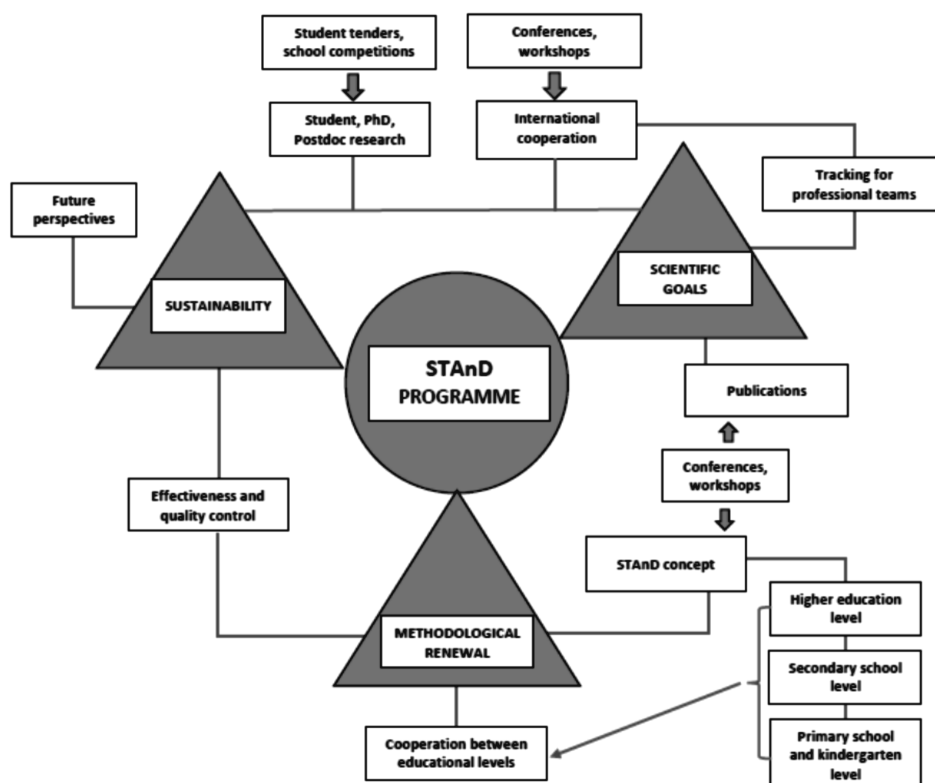 Student tenders,
school competitions
Conferences,
workshops
Student, PhD,
Postdoc research
International
cooperation
Future
perspectives
Tracking for
professional teams
SUSTAINABILITY
SCIENTIFIC
GOALS
STAnD
PROGRAMME
Publications
Effectiveness and
quality control
Conferences,
workshops
STAnD concept
METHODOLOGICAL
RENEWAL
Higher education
level
Secondary school
level
Primary school
and kindergarten
level
Cooperation between
educational levels